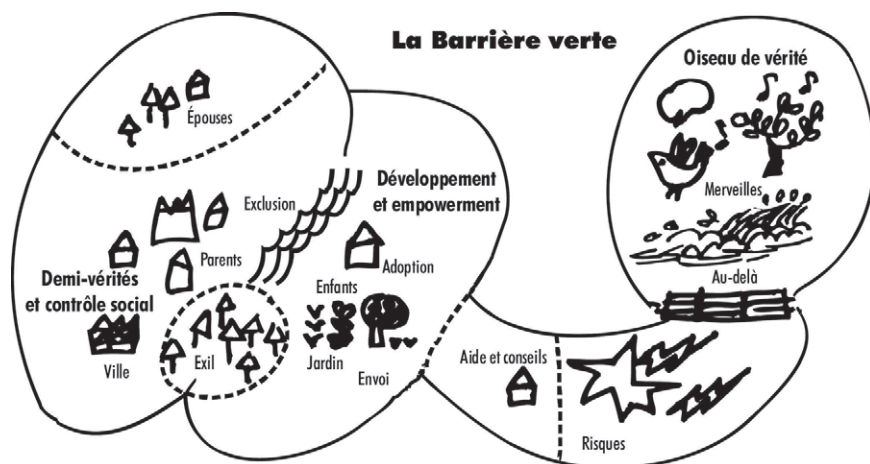 La Barrière verte
Oiseau de vérité
Épouses
Merveilles
Développement
et empowerment
Exclusion
Parents
Adoption
Enfants
Au-delà
Demi-vérités
et contrôle social
Ville
Exil
Jardin
Envoi
Aide et conseils
Risques